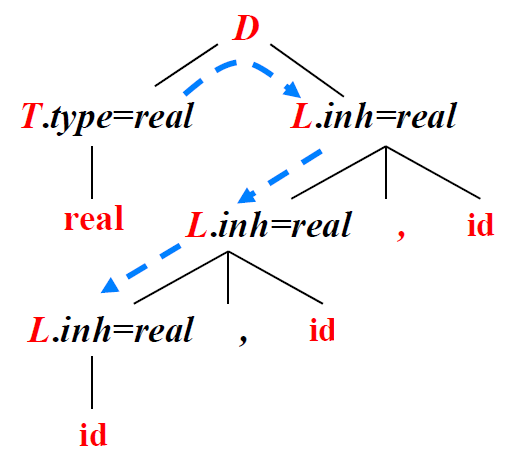 D
T.type=real L.inh=real
real L.inh=real , id
L.inh=real , id
id